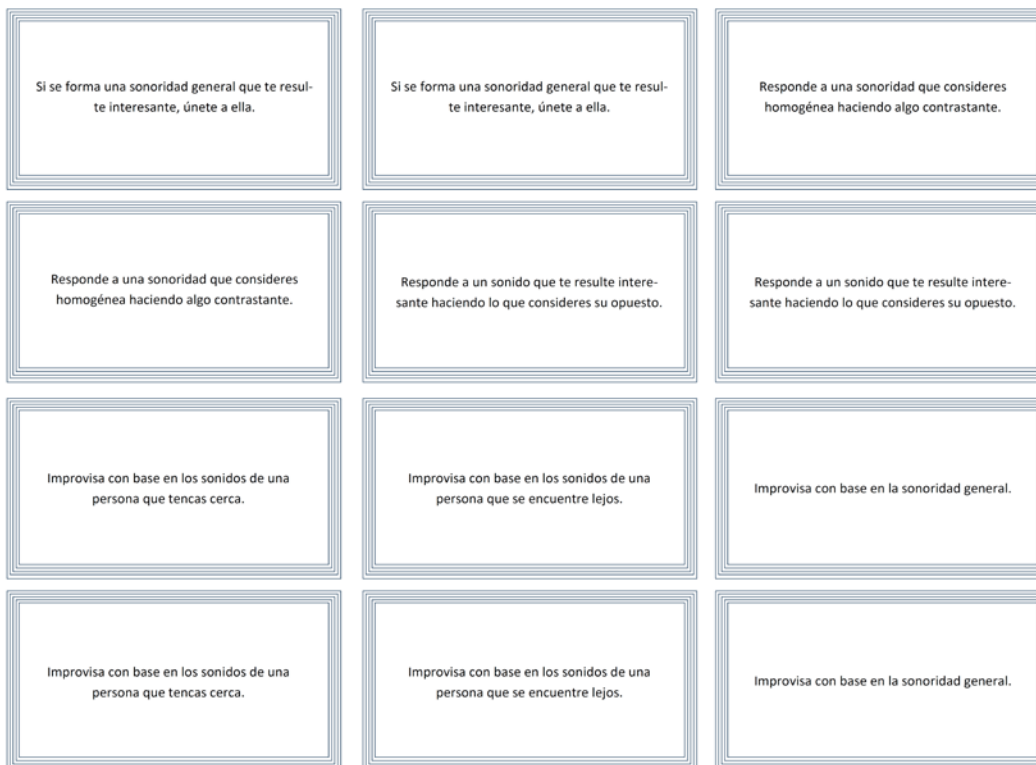 Si se forma una sonoridad general que te resul-
te interesante, únete a ella.
Si se forma una sonoridad general que te resul-
te interesante, únete a ella.
Responde a una sonoridad que consideres
homogénea haciendo algo contrastante.
Responde a una sonoridad que consideres
homogénea haciendo algo contrastante.
Responde a un sonido que te resulte intere-
sante haciendo lo que consideres su opuesto.
Responde a un sonido que te resulte intere-
sante haciendo lo que consideres su opuesto.
Improvisa con base en los sonidos de una
persona que tencas cerca.
Improvisa con base en los sonidos de una
persona que se encuentre lejos.
Improvisa con base en la sonoridad general.
Improvisa con base en los sonidos de una
persona que tencas cerca.
Improvisa con base en los sonidos de una
persona que se encuentre lejos.
Improvisa con base en la sonoridad general.